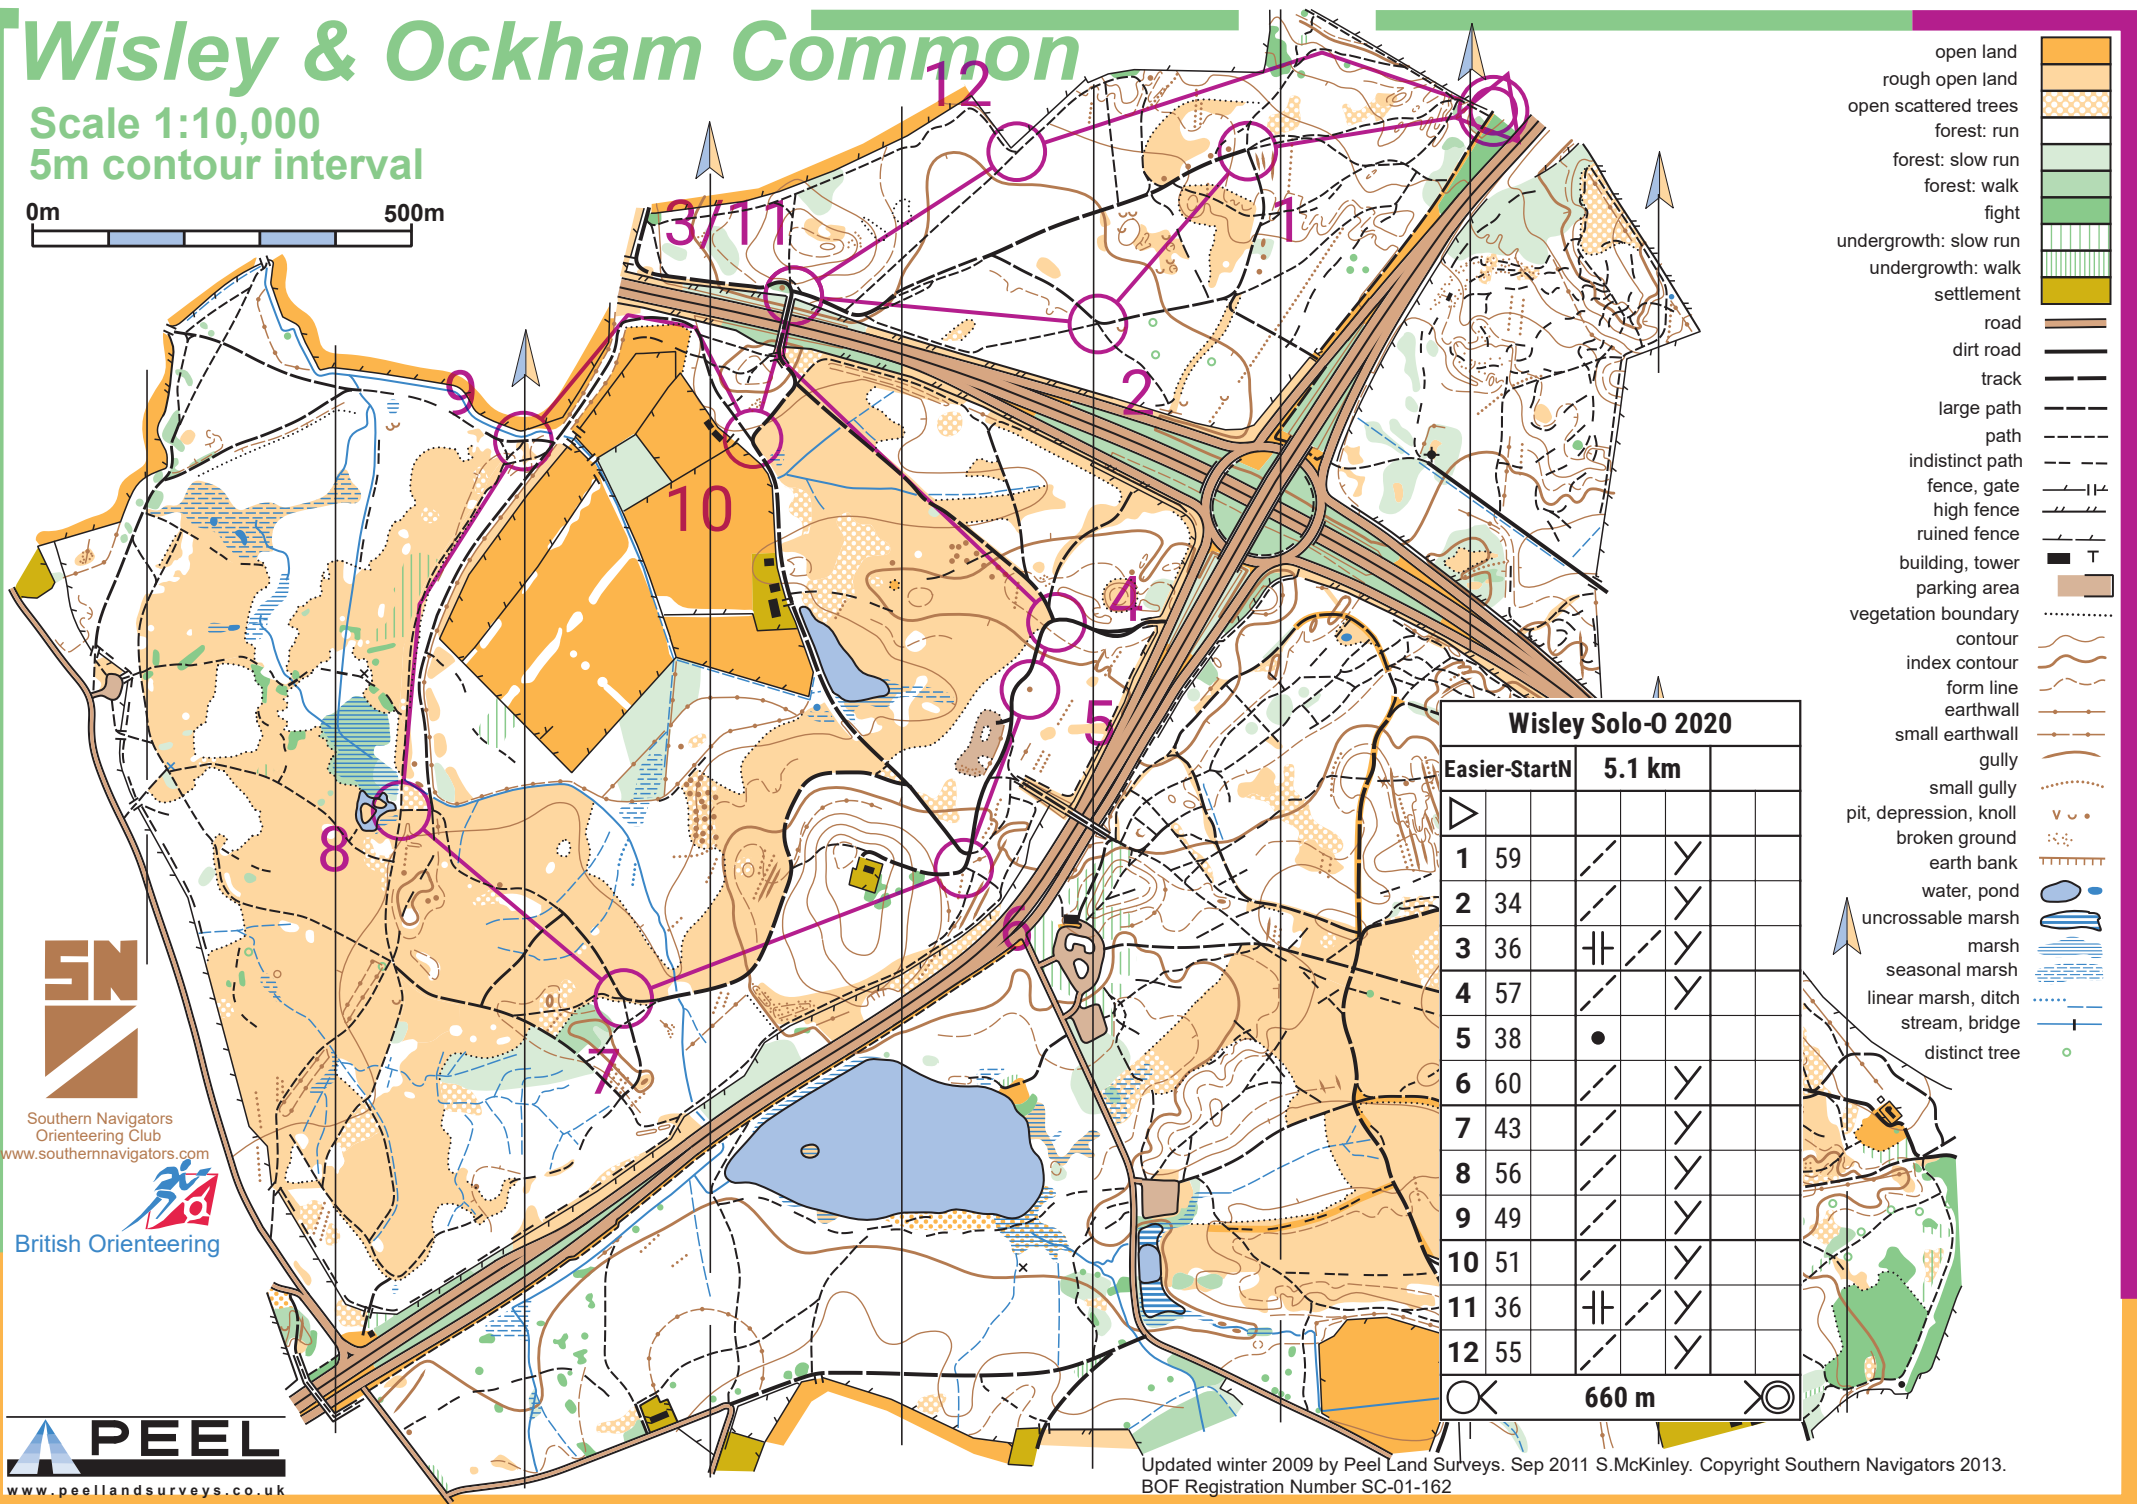 Wisley & Ockham Common
Scale 1:10,000
5m contour interval
0m 500m
12
3/11
1
9
2
10
4
5
8
6
7
open land
rough open land
open scattered trees
forest: run
forest: slow run
forest: walk
fight
undergrowth: slow run
undergrowth: walk
settlement
road
dirt road
track
large path
path
indistinct path
fence, gate
high fence
ruined fence
building, tower
parking area
vegetation boundary
contour
index contour
form line
earthwall
small earthwall
gully
small gully
pit, depression, knoll
broken ground
earth bank
water, pond
uncrossable marsh
marsh
seasonal marsh
linear marsh, ditch
stream, bridge
distinct tree
Wisley Solo-O 2020
Easier-StartN 5.1 km
1 59
2 34
3 36
4 57
5 38
6 60
7 43
8 56
9 49
10 51
11 36
12 55
660 m
SN
Southern Navigators
Orienteering Club
www.southernnavigators.com
British Orienteering
PEEL
www.peellandsurveys.co.uk
Updated winter 2009 by Peel Land Surveys. Sep 2011 S.McKinley. Copyright Southern Navigators 2013.
BOF Registration Number SC-01-162